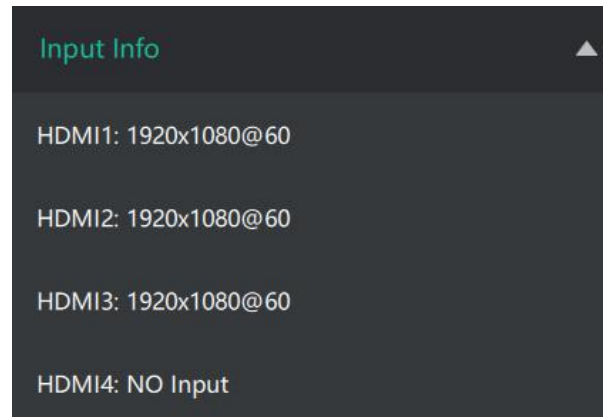 Input Info
HDMI1: 1920x1080@60
HDMI2: 1920x1080@60
HDMI3: 1920x1080@60
HDMI4: NO Input